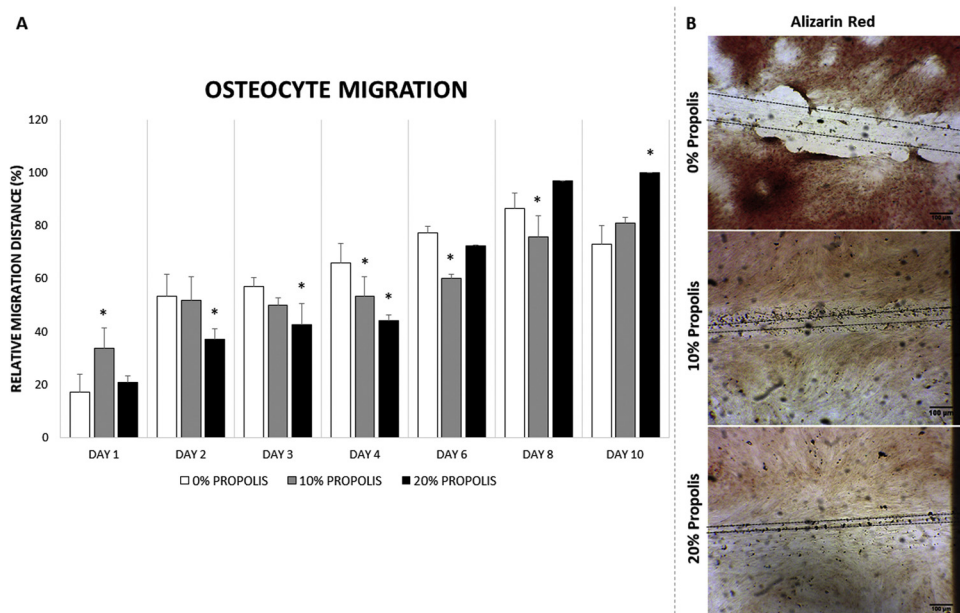 A
OSTEOCYTE MIGRATION
RELATIVE MIGRATION DISTANCE (%)
120
100
80
60
40
20
0
*
*
*
*
*
*
*
*
DAY 1
DAY 2
DAY 3
DAY 4
DAY 6
DAY 8
DAY 10
0% PROPOLIS
10% PROPOLIS
20% PROPOLIS
B
Alizarin Red
0% Propolis
100 µm
10% Propolis
100 µm
20% Propolis
100 µm